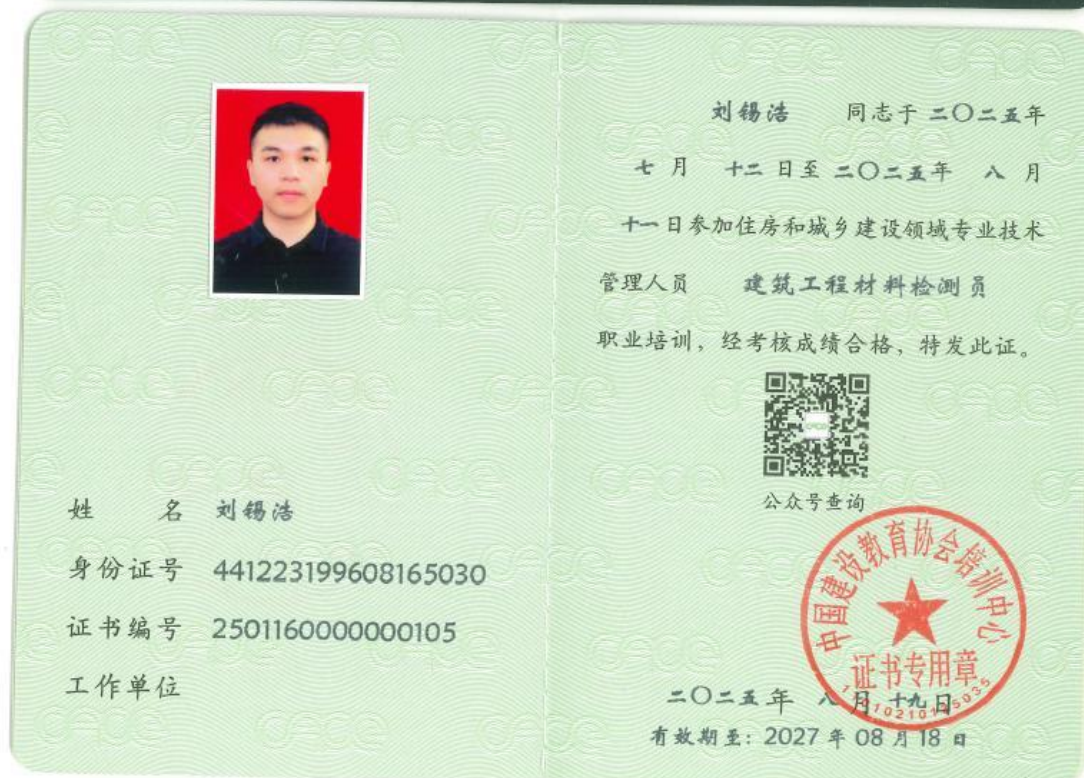 姓 名 刘锡浩
身份证号 441223199608165030
证书编号 2501160000000105
工作单位
刘锡浩 同志于 二〇二五年
七 月 十二 日至 二〇二五年 八 月
十一日参加住房和城乡建设领域专业技术
管理人员 建筑工程材料检测员
职业培训，经考核成绩合格，特发此证。
公众号查询
中国建设教育协会培训中心
证书专用章
二〇二五年 八月 十九日
有效期至: 2027 年 08 月 18 日